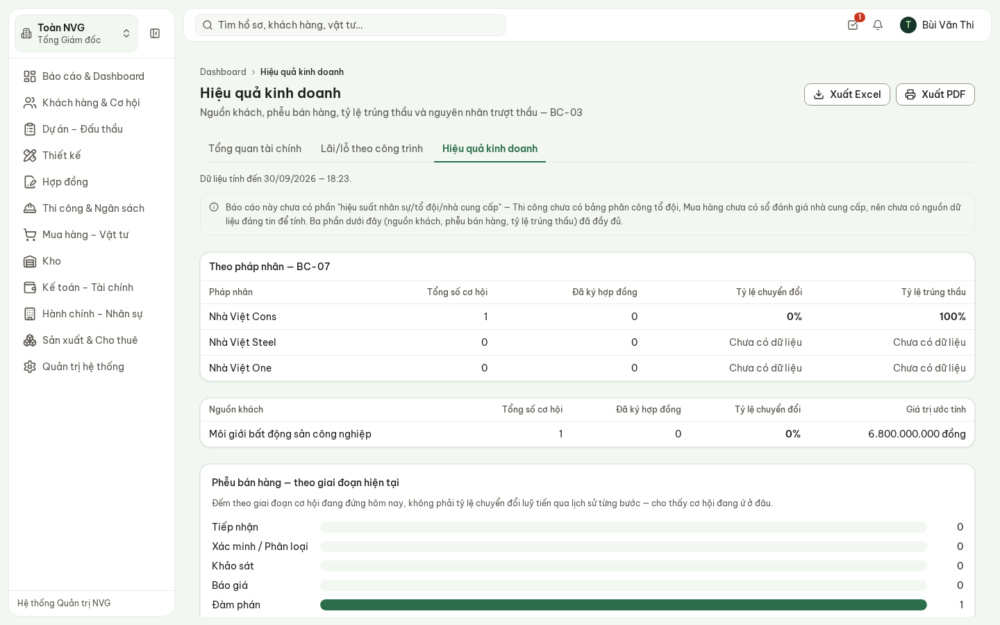 Toàn NVG
Tổng Giám đốc
Tìm hồ sơ, khách hàng, vật tư...
1
T
Bùi Văn Thi
Báo cáo & Dashboard
Khách hàng & Cơ hội
Dự án – Đấu thầu
Thiết kế
Hợp đồng
Thi công & Ngân sách
Mua hàng – Vật tư
Kho
Kế toán – Tài chính
Hành chính – Nhân sự
Sản xuất & Cho thuê
Quản trị hệ thống
Hệ thống Quản trị NVG
Dashboard > Hiệu quả kinh doanh
Hiệu quả kinh doanh
Nguồn khách, phễu bán hàng, tỷ lệ trúng thầu và nguyên nhân trượt thầu — BC-03
Xuất Excel
Xuất PDF
Tổng quan tài chính
Lãi/lỗ theo công trình
Hiệu quả kinh doanh
Dữ liệu tính đến 30/09/2026 — 18:23.
Báo cáo này chưa có phần "hiệu suất nhân sự/tổ đội/nhà cung cấp" — Thi công chưa có bảng phân công tổ đội, Mua hàng chưa có sổ đánh giá nhà cung cấp, nên chưa có nguồn dữ
liệu đáng tin để tính. Ba phần dưới đây (nguồn khách, phễu bán hàng, tỷ lệ trúng thầu) đã đầy đủ.
Theo pháp nhân — BC-07
Pháp nhân Tổng số cơ hội Đã ký hợp đồng Tỷ lệ chuyển đổi Tỷ lệ trúng thầu
Nhà Việt Cons 1 0 0% 100%
Nhà Việt Steel 0 0 Chưa có dữ liệu Chưa có dữ liệu
Nhà Việt One 0 0 Chưa có dữ liệu Chưa có dữ liệu
Nguồn khách Tổng số cơ hội Đã ký hợp đồng Tỷ lệ chuyển đổi Giá trị ước tính
Môi giới bất động sản công nghiệp 1 0 0% 6.800.000.000 đồng
Phễu bán hàng — theo giai đoạn hiện tại
Đếm theo giai đoạn cơ hội đang đứng hôm nay, không phải tỷ lệ chuyển đổi luỹ tiến qua lịch sử từng bước — cho thấy cơ hội đang ứ ở đâu.
Tiếp nhận 0
Xác minh / Phân loại 0
Khảo sát 0
Báo giá 0
Đàm phán 1